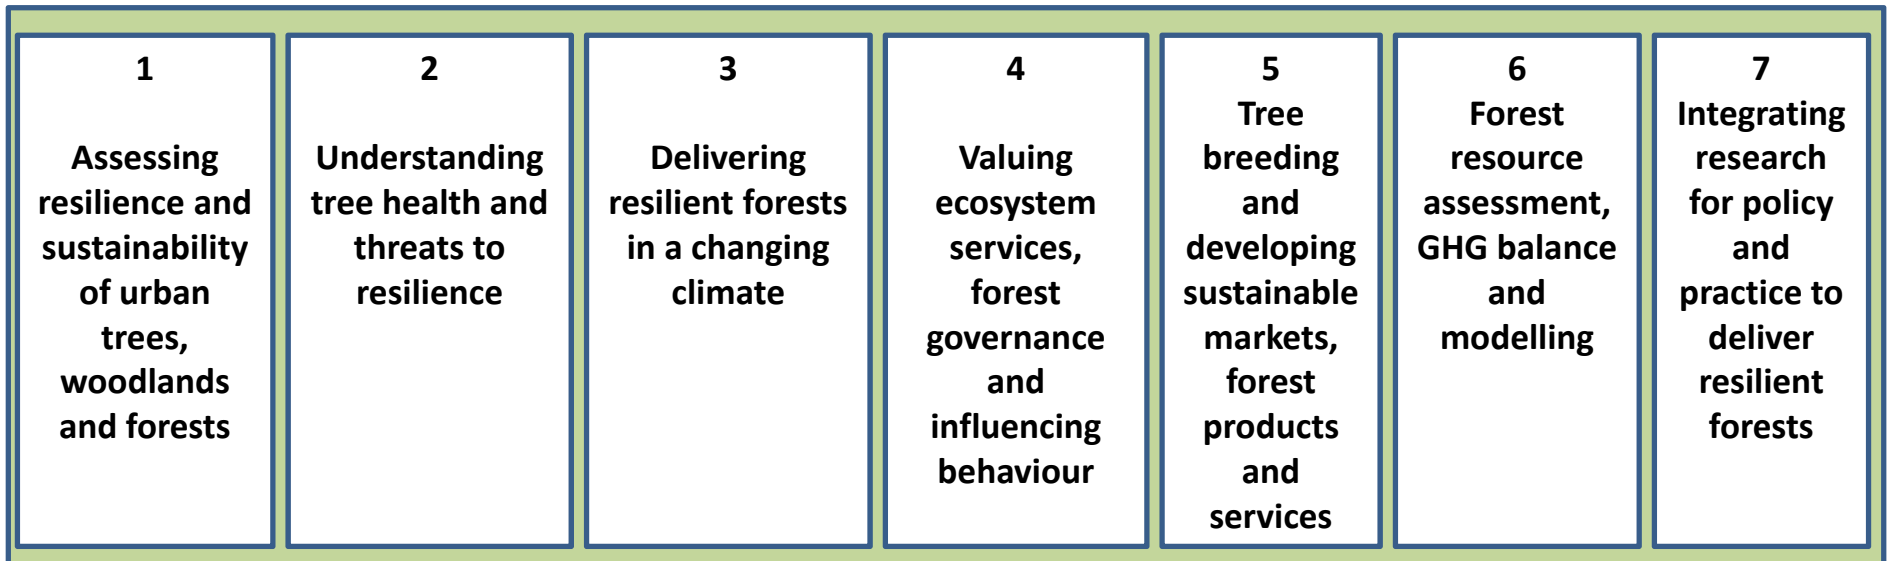 1
Assessing
resilience and
sustainability
of urban
trees,
woodlands
and forests
2
Understanding
tree health and
threats to
resilience
3
Delivering
resilient forests
in a changing
climate
4
Valuing
ecosystem
services,
forest
governance
and
influencing
behaviour
5
Tree
breeding
and
developing
sustainable
markets,
forest
products
and
services
6
Forest
resource
assessment,
GHG balance
and
modelling
7
Integrating
research
for policy
and
practice to
deliver
resilient
forests